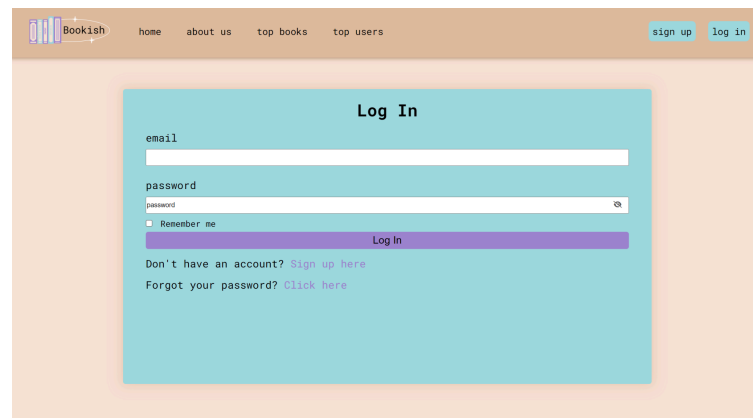 Bookish home about us top books top users sign up log in
Log In
email
password
password
Remember me
Log In
Don't have an account? Sign up here
Forgot your password? Click here